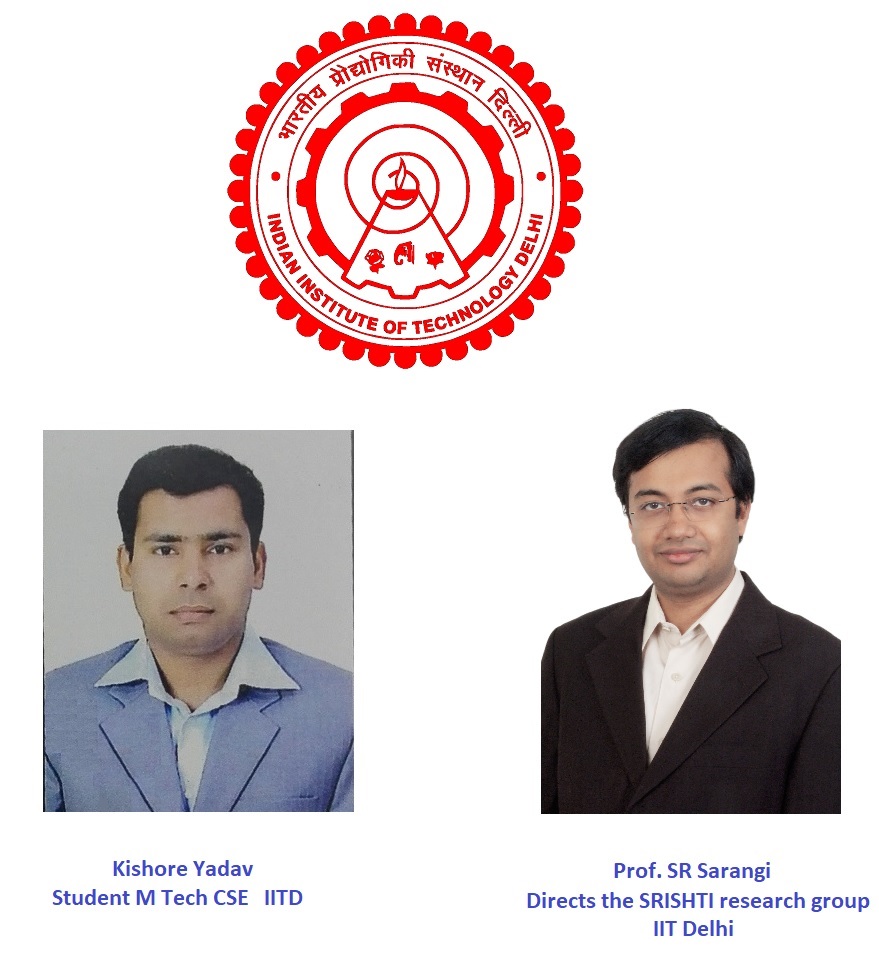 भारतीय प्रौद्योगिकी संस्थान दिल्ली
INDIAN INSTITUTE OF TECHNOLOGY DELHI
Kishore Yadav
Student M Tech CSE IITD
Prof. SR Sarangi
Directs the SRISHTI research group
IIT Delhi